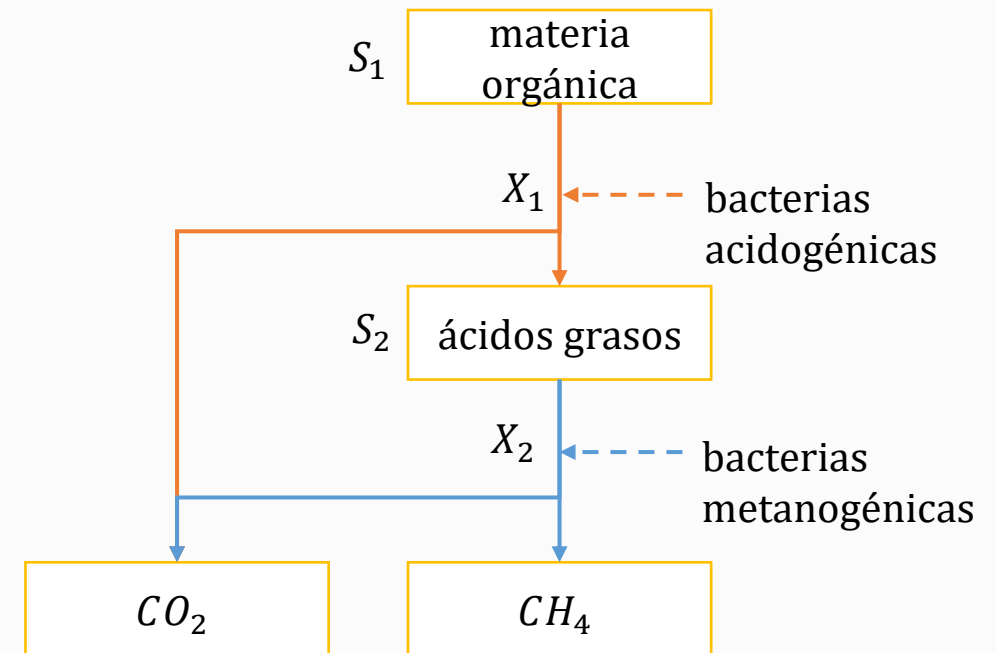 S₁
materia
orgánica
X₁
bacterias
acidogénicas
S₂
ácidos grasos
X₂
bacterias
metanogénicas
CO₂
CH₄